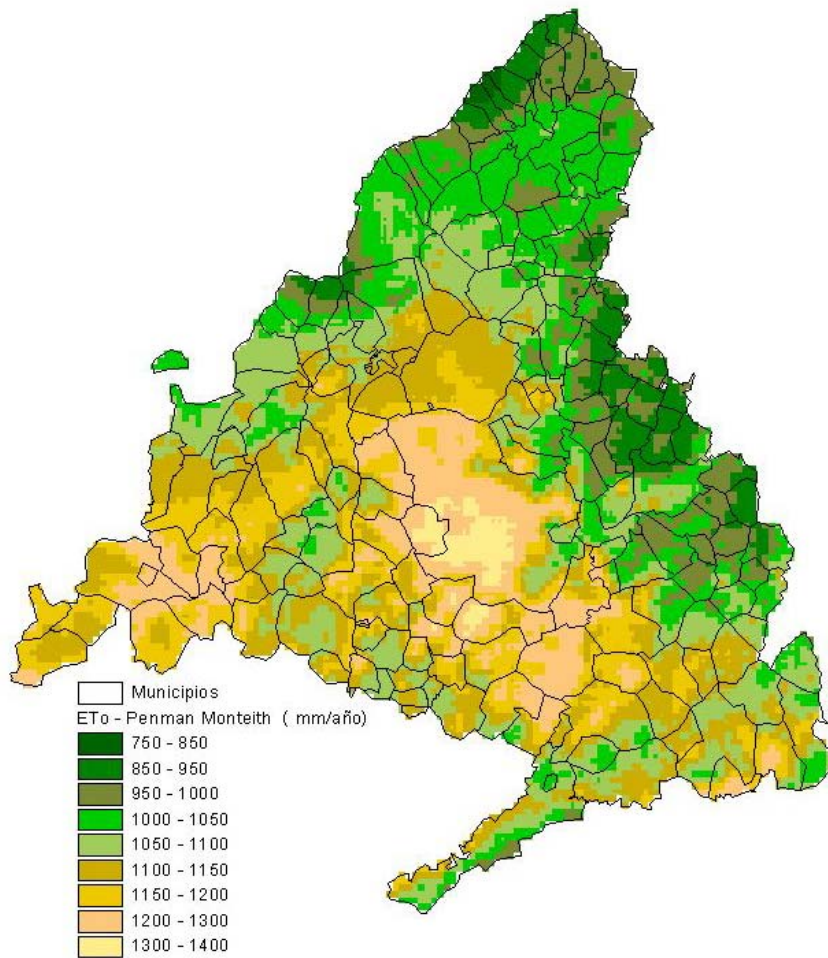 Municipios
ETo - Penman Monteith ( mm/año)
750 - 850
850 - 950
950 - 1000
1000 - 1050
1050 - 1100
1100 - 1150
1150 - 1200
1200 - 1300
1300 - 1400